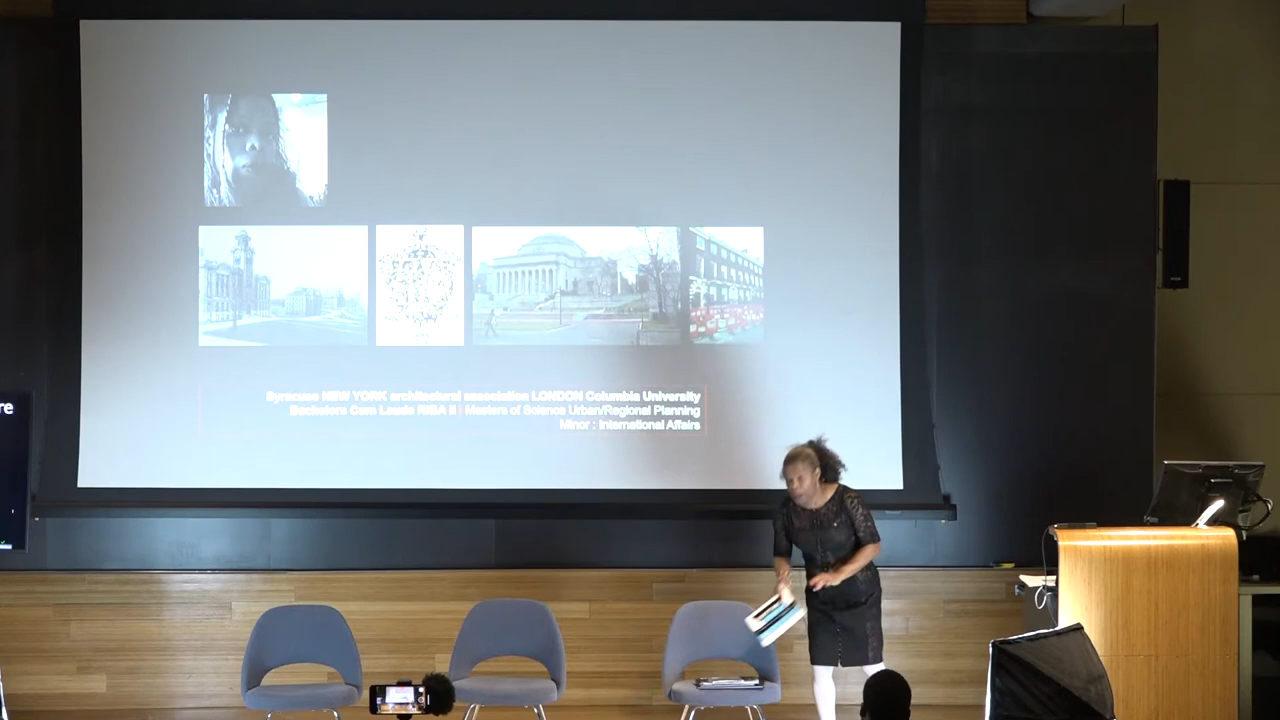 Syracuse NEW YORK architectural association LONDON Columbia University
Bachelors Cum Laude RIBA II : Masters of Science Urban/Regional Planning
Minor : International Affairs
re